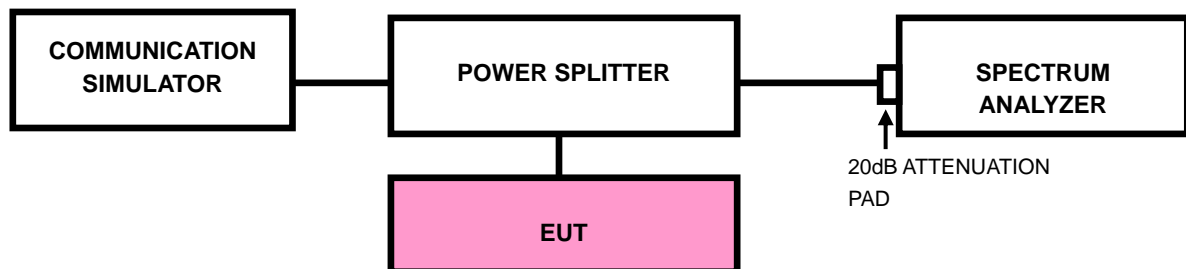 COMMUNICATION
SIMULATOR
POWER SPLITTER
SPECTRUM
ANALYZER
20dB ATTENUATION
PAD
EUT